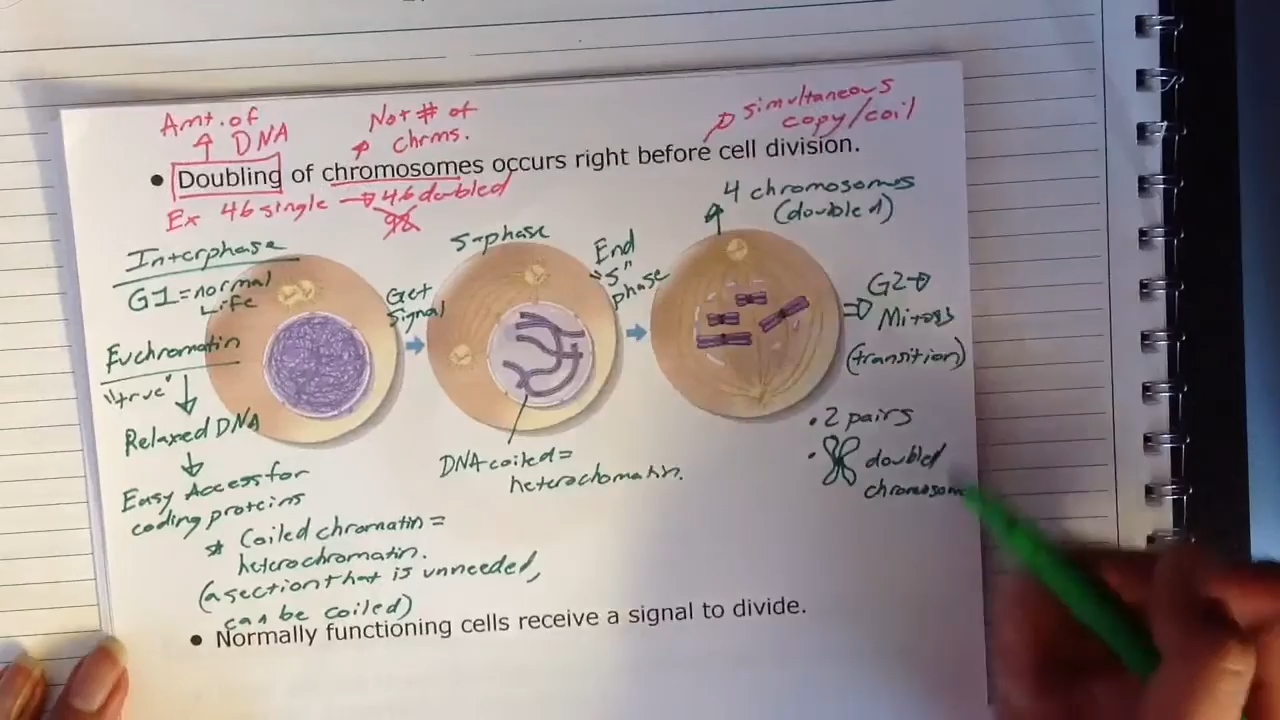 Amt. of
DNA
Not # of
chrms.
simultaneous
copy/coil
• Doubling of chromosomes occurs right before cell division.
Ex 46 single → 46 doubled
92
4 chromosomes
(doubled)
Interphase
G1 = normal
Life
Euchromatin
"true"
Relaxed DNA
Easy Access for
coding proteins
Get
signal
S-phase
End
"S"
phase
DNA coiled =
heterochomatin.
G2 →
Mitosis
(transition)
• 2 pairs
• doubled
chromosom
* Coiled chromatin =
heterochromatin.
(a section that is unneeded,
can be coiled)
• Normally functioning cells receive a signal to divide.